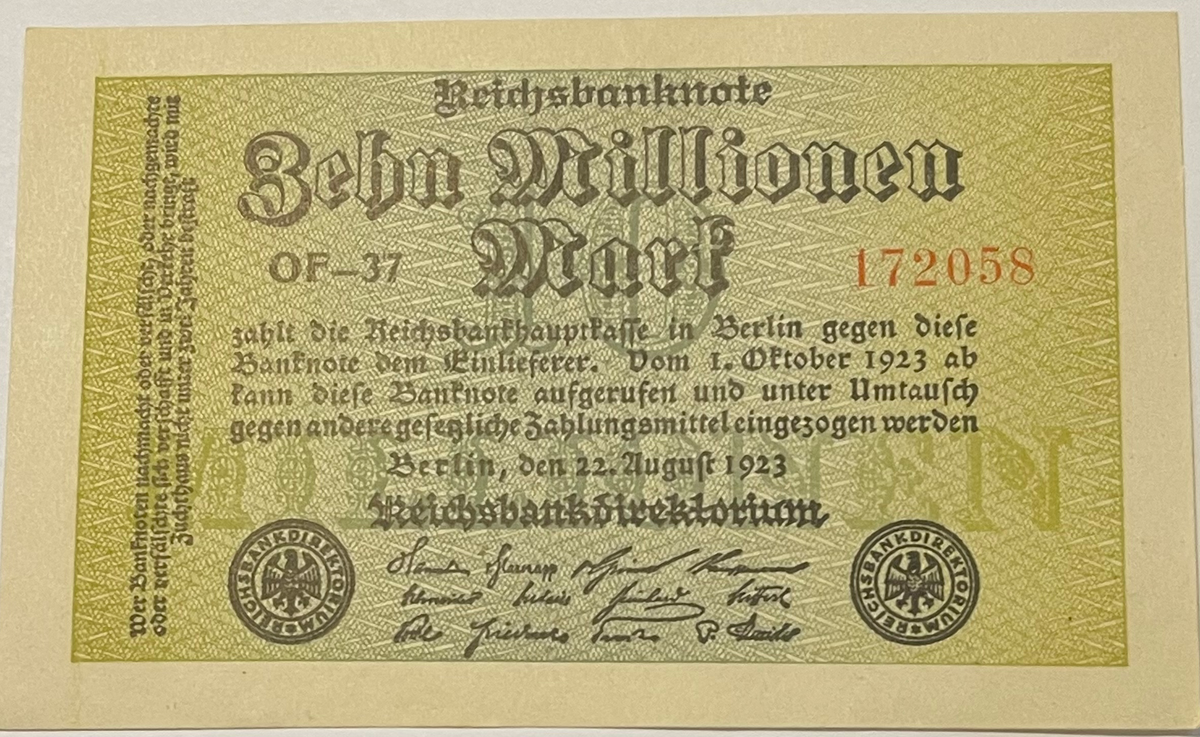 Reichsbanknote
Zehn Millionen
Mark
OF-37
172058
zahlt die Reichsbankhauptkasse in Berlin gegen diese
Banknote dem Einlieferer. Vom 1. Oktober 1923 ab
kann diese Banknote aufgerufen und unter Umtausch
gegen andere gesetzliche Zahlungsmittel eingezogen werden
Berlin, den 22. August 1923
Reichsbankdirektorium
REICHSBANKDIREKTORIUM
REICHSBANKDIREKTORIUM
Wer Banknoten nachmacht oder verfälscht, oder nachgemachte
oder verfälschte sich verschafft und in Verkehr bringt, wird mit
Zuchthaus nicht unter zwei Jahren bestraft
10
MILLIONEN